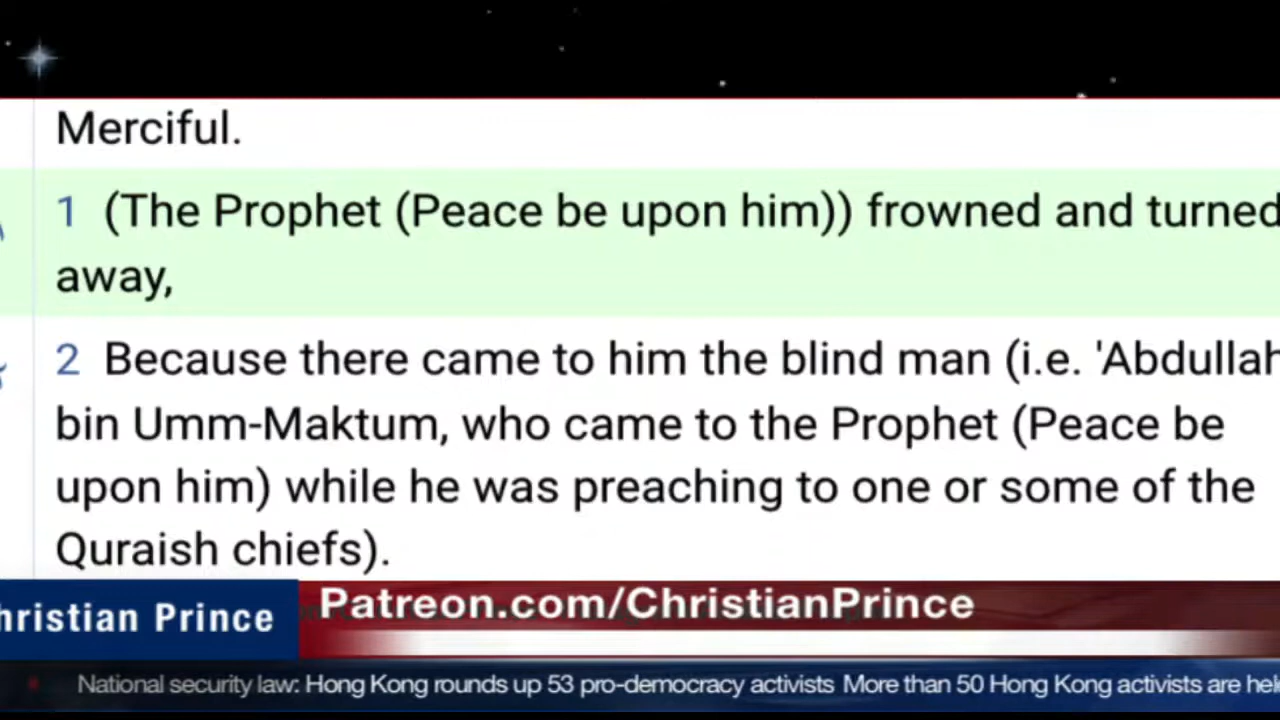 Merciful.
1 (The Prophet (Peace be upon him)) frowned and turned
away,
2 Because there came to him the blind man (i.e. 'Abdullah
bin Umm-Maktum, who came to the Prophet (Peace be
upon him) while he was preaching to one or some of the
Quraish chiefs).
hristian Prince
Patreon.com/ChristianPrince
National security law: Hong Kong rounds up 53 pro-democracy activists More than 50 Hong Kong activists are hel